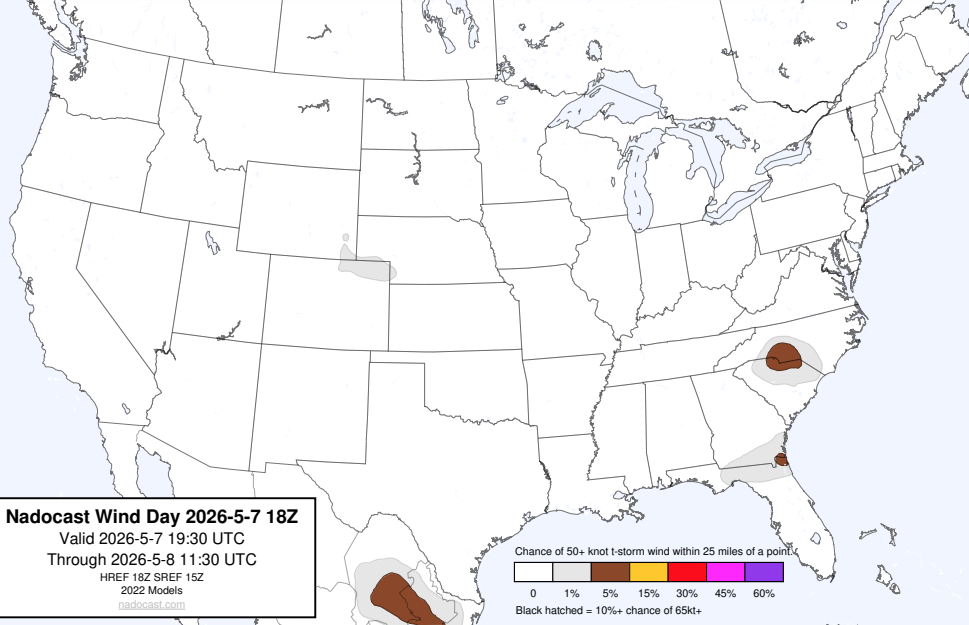 Nadocast Wind Day 2026-5-7 18Z
Valid 2026-5-7 19:30 UTC
Through 2026-5-8 11:30 UTC
HREF 18Z SREF 15Z
2022 Models
nadocast.com
Chance of 50+ knot t-storm wind within 25 miles of a point.
0 1% 5% 15% 30% 45% 60%
Black hatched = 10%+ chance of 65kt+